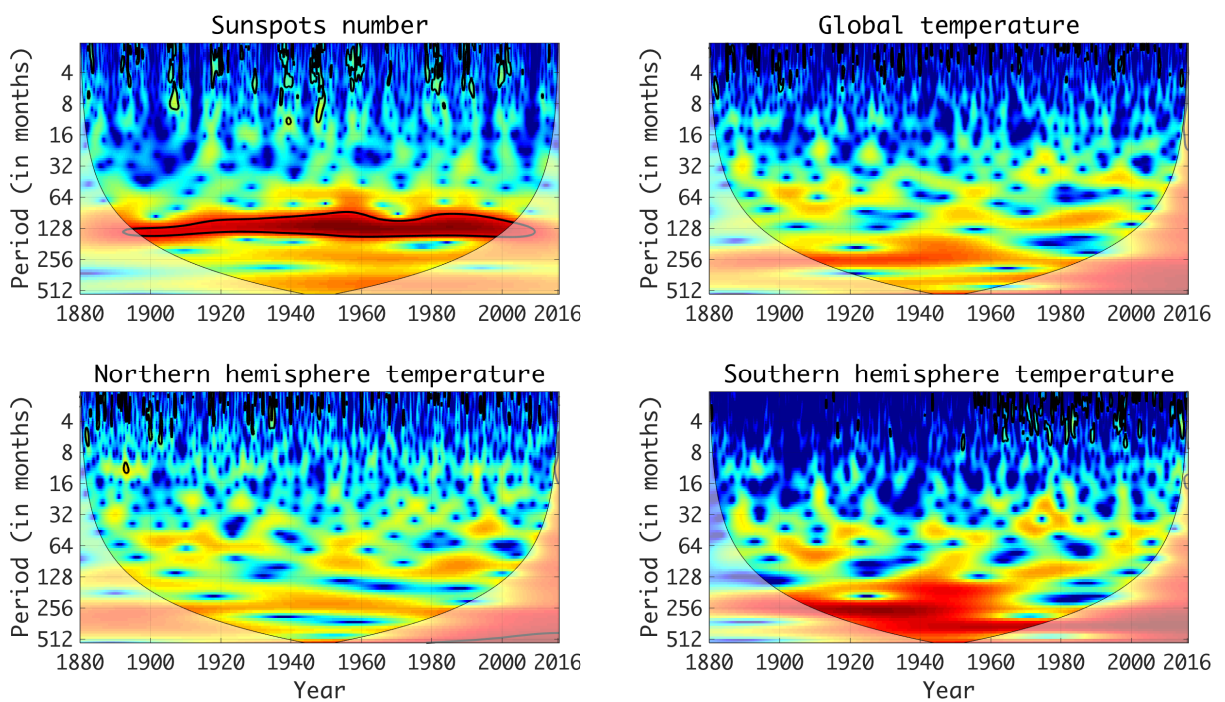 Sunspots number
Period (in months)
4
8
16
32
64
128
256
512
1880 1900 1920 1940 1960 1980 2000 2016
Global temperature
Period (in months)
4
8
16
32
64
128
256
512
1880 1900 1920 1940 1960 1980 2000 2016
Northern hemisphere temperature
Period (in months)
4
8
16
32
64
128
256
512
1880 1900 1920 1940 1960 1980 2000 2016
Year
Southern hemisphere temperature
Period (in months)
4
8
16
32
64
128
256
512
1880 1900 1920 1940 1960 1980 2000 2016
Year